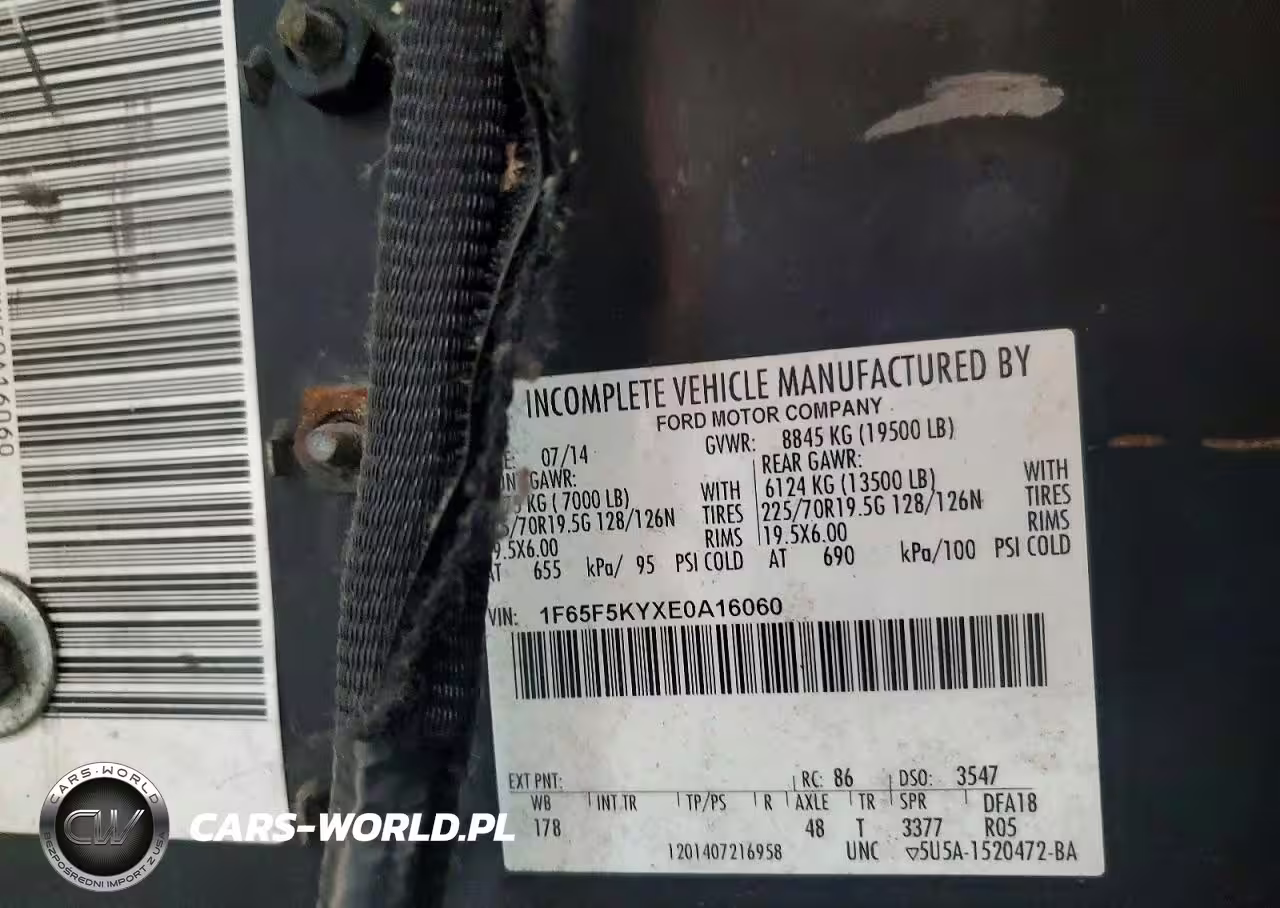 INCOMPLETE VEHICLE MANUFACTURED BY
FORD MOTOR COMPANY
07/14 GVWR: 8845 KG (19500 LB)
GAWR: REAR GAWR:
KG (7000 LB) WITH 6124 KG (13500 LB) WITH
/70R19.5G 128/126N TIRES 225/70R19.5G 128/126N TIRES
9.5X6.00 RIMS 19.5X6.00 RIMS
AT 655 kPa/ 95 PSI COLD AT 690 kPa/100 PSI COLD
VIN: 1F65F5KYXE0A16060
EXT PNT: RC: 86 DSO: 3547
WB INT TR TP/PS R AXLE TR SPR DFA18
178 48 T 3377 R05
1201407216958 UNC 5U5A-1520472-BA
CARS-WORLD
CW
BEZPOŚREDNI IMPORT Z USA
CARS-WORLD.PL